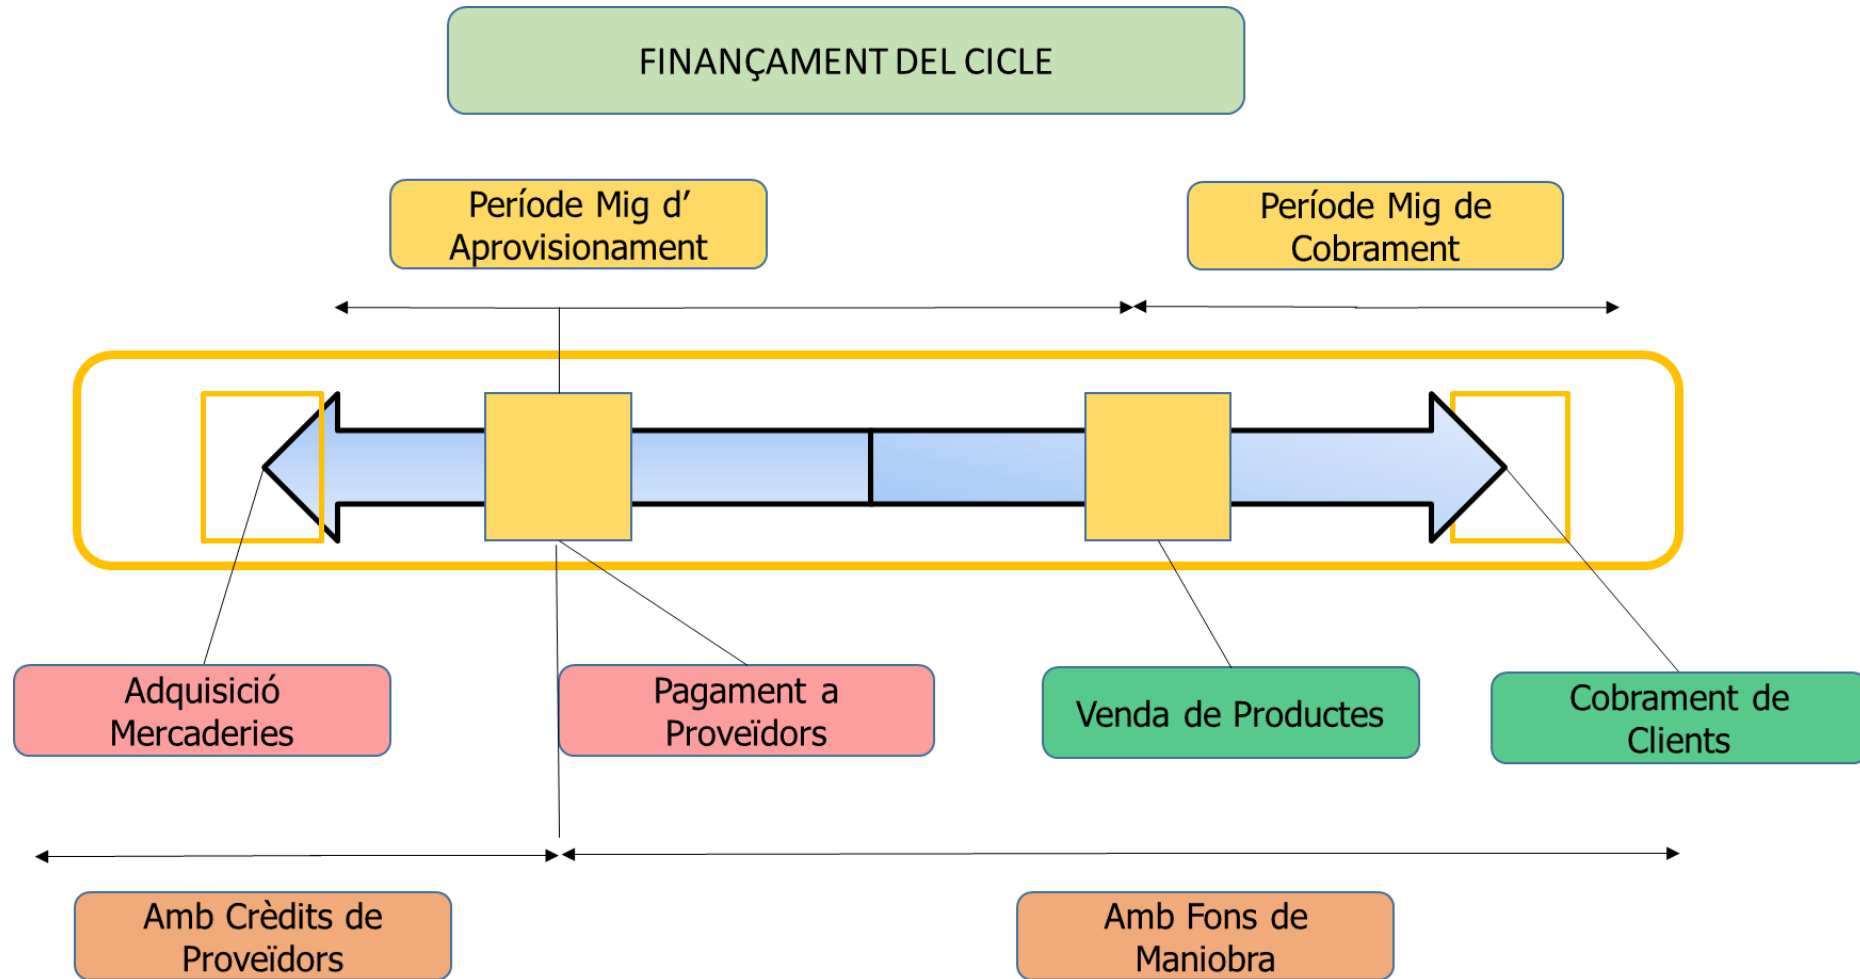 FINANÇAMENT DEL CICLE
Període Mig d’
Aprovisionament
Període Mig de
Cobrament
Adquisició
Mercaderies
Pagament a
Proveïdors
Venda de Productes
Cobrament de
Clients
Amb Crèdits de
Proveïdors
Amb Fons de
Maniobra